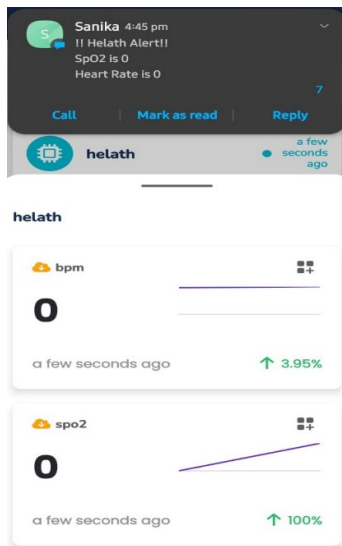 S
Sanika 4:45 pm
!! Helath Alert!!
SpO2 is 0
Heart Rate is 0
7
Call Mark as read Reply
helath
a few
seconds
ago
helath
bpm
0
a few seconds ago ↑ 3.95%
spo2
0
a few seconds ago ↑ 100%